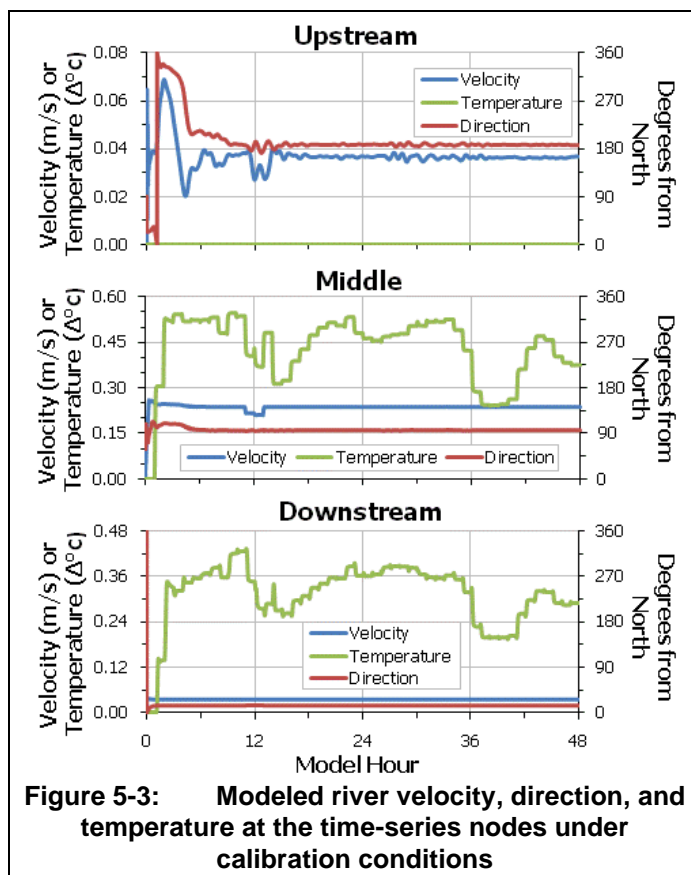 Upstream
Velocity (m/s) or
Temperature (Δ°c)
0.08
0.06
0.04
0.02
0.00
Velocity
Temperature
Direction
360
270
180
90
0
Degrees from
North
Middle
Velocity (m/s) or
Temperature (Δ°c)
0.60
0.45
0.30
0.15
0.00
Velocity Temperature Direction
360
270
180
90
0
Degrees from
North
Downstream
Velocity (m/s) or
Temperature (Δ°c)
0.48
0.36
0.24
0.12
0.00
Velocity
Temperature
Direction
360
270
180
90
0
Degrees from
North
0 12 24 36 48
Model Hour
Figure 5-3: Modeled river velocity, direction, and
temperature at the time-series nodes under
calibration conditions